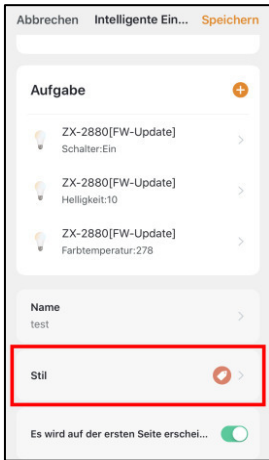 Abbrechen Intelligente Ein... Speichern
Aufgabe
ZX-2880[FW-Update]
Schalter:Ein
ZX-2880[FW-Update]
Helligkeit:10
ZX-2880[FW-Update]
Farbtemperatur:278
Name
test
Stil
Es wird auf der ersten Seite erschei...